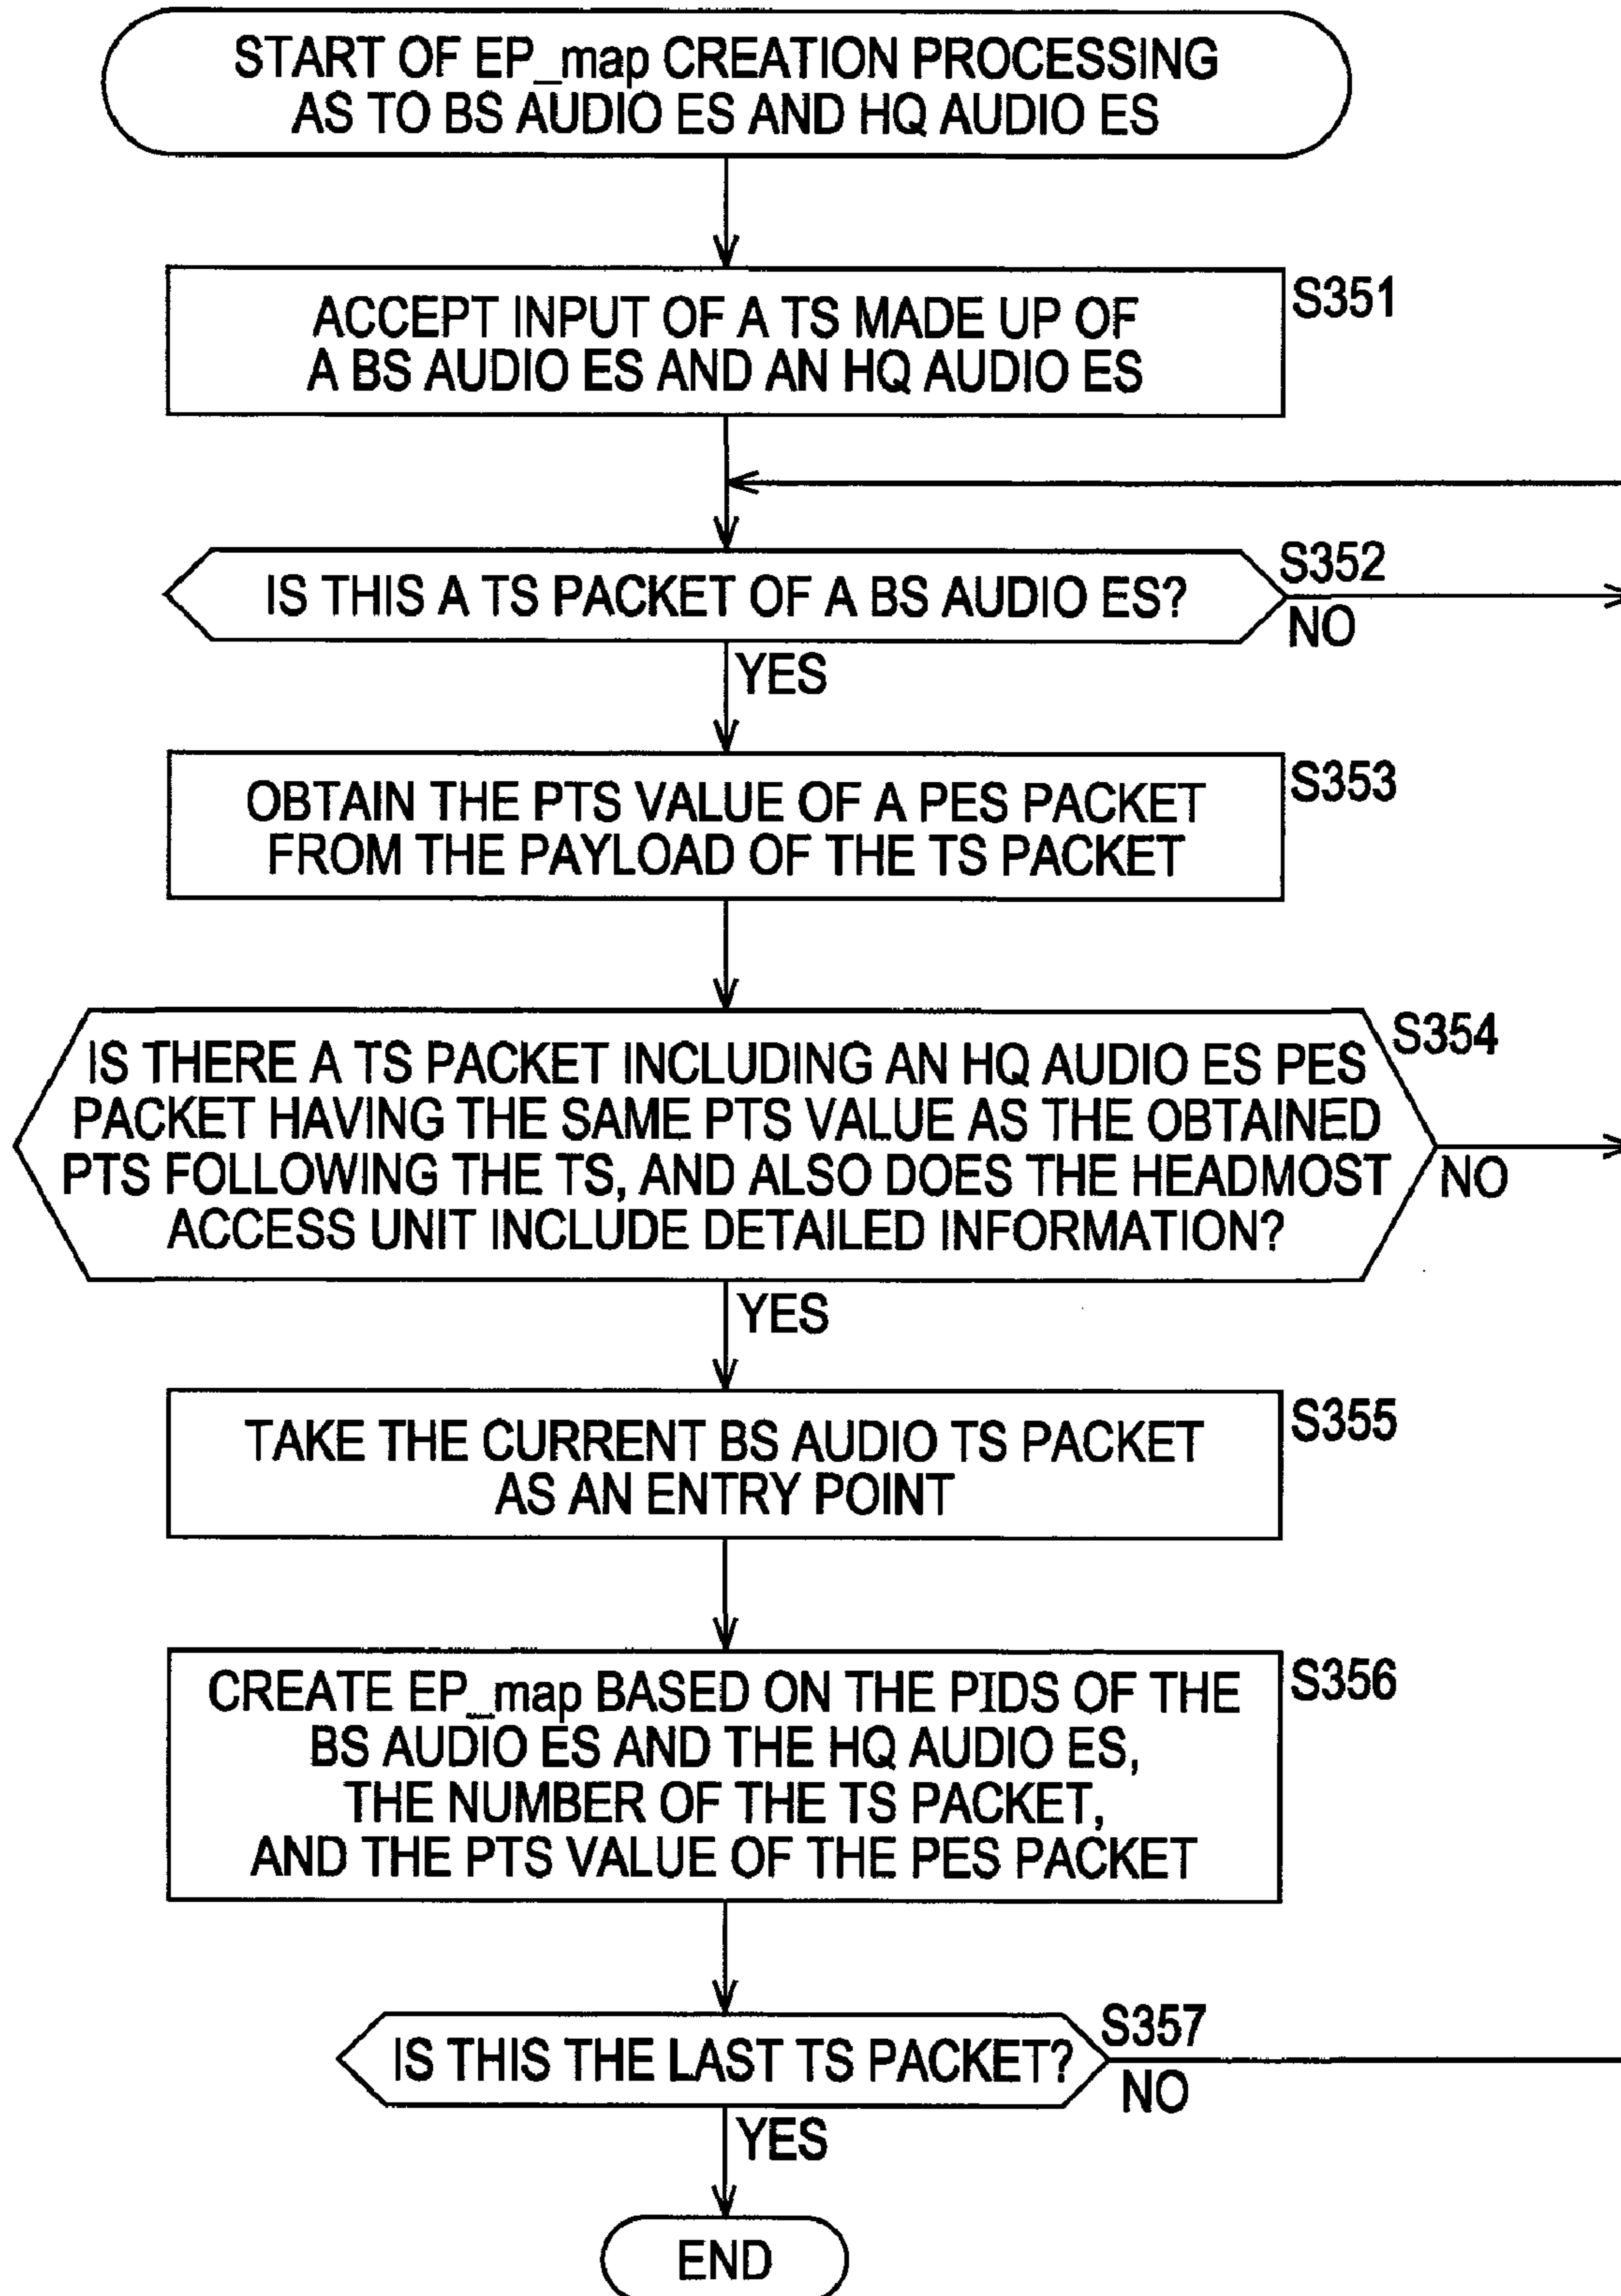 START OF EP_map CREATION PROCESSING
AS TO BS AUDIO ES AND HQ AUDIO ES
S351
ACCEPT INPUT OF A TS MADE UP OF
A BS AUDIO ES AND AN HQ AUDIO ES
S352
IS THIS A TS PACKET OF A BS AUDIO ES?
NO
YES
S353
OBTAIN THE PTS VALUE OF A PES PACKET
FROM THE PAYLOAD OF THE TS PACKET
S354
IS THERE A TS PACKET INCLUDING AN HQ AUDIO ES PES
PACKET HAVING THE SAME PTS VALUE AS THE OBTAINED
PTS FOLLOWING THE TS, AND ALSO DOES THE HEADMOST
ACCESS UNIT INCLUDE DETAILED INFORMATION?
NO
YES
S355
TAKE THE CURRENT BS AUDIO TS PACKET
AS AN ENTRY POINT
S356
CREATE EP_map BASED ON THE PIDS OF THE
BS AUDIO ES AND THE HQ AUDIO ES,
THE NUMBER OF THE TS PACKET,
AND THE PTS VALUE OF THE PES PACKET
S357
IS THIS THE LAST TS PACKET?
NO
YES
END